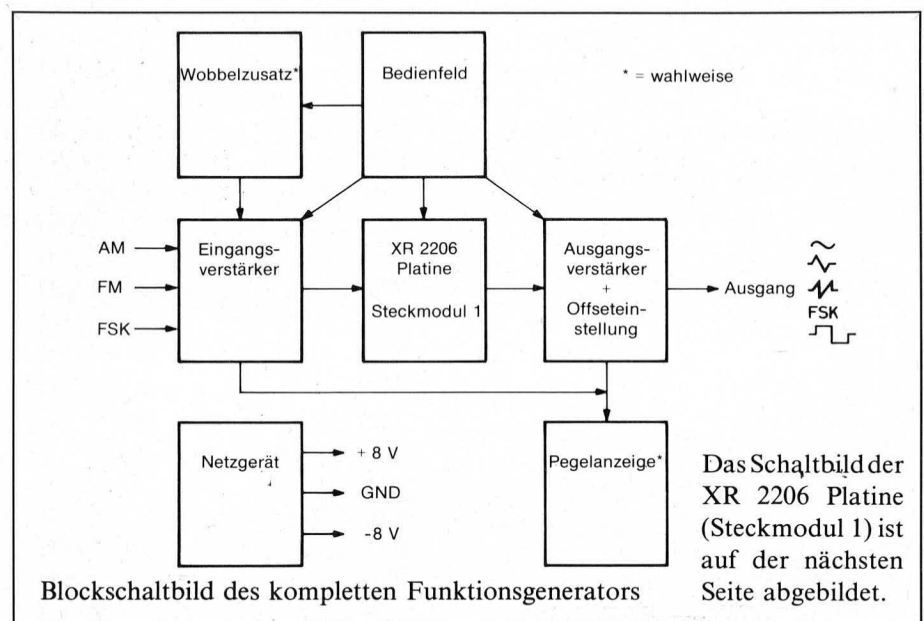 Wobbelzusatz*
Bedienfeld
* = wahlweise
AM
FM
FSK
Eingangs-
verstärker
XR 2206
Platine
Steckmodul 1
Ausgangs-
verstärker
+
Offsetein-
stellung
Ausgang
FSK
Netzgerät
+ 8 V
GND
-8 V
Pegelanzeige*
Das Schaltbild der
XR 2206 Platine
(Steckmodul 1) ist
auf der nächsten
Seite abgebildet.
Blockschaltbild des kompletten Funktionsgenerators